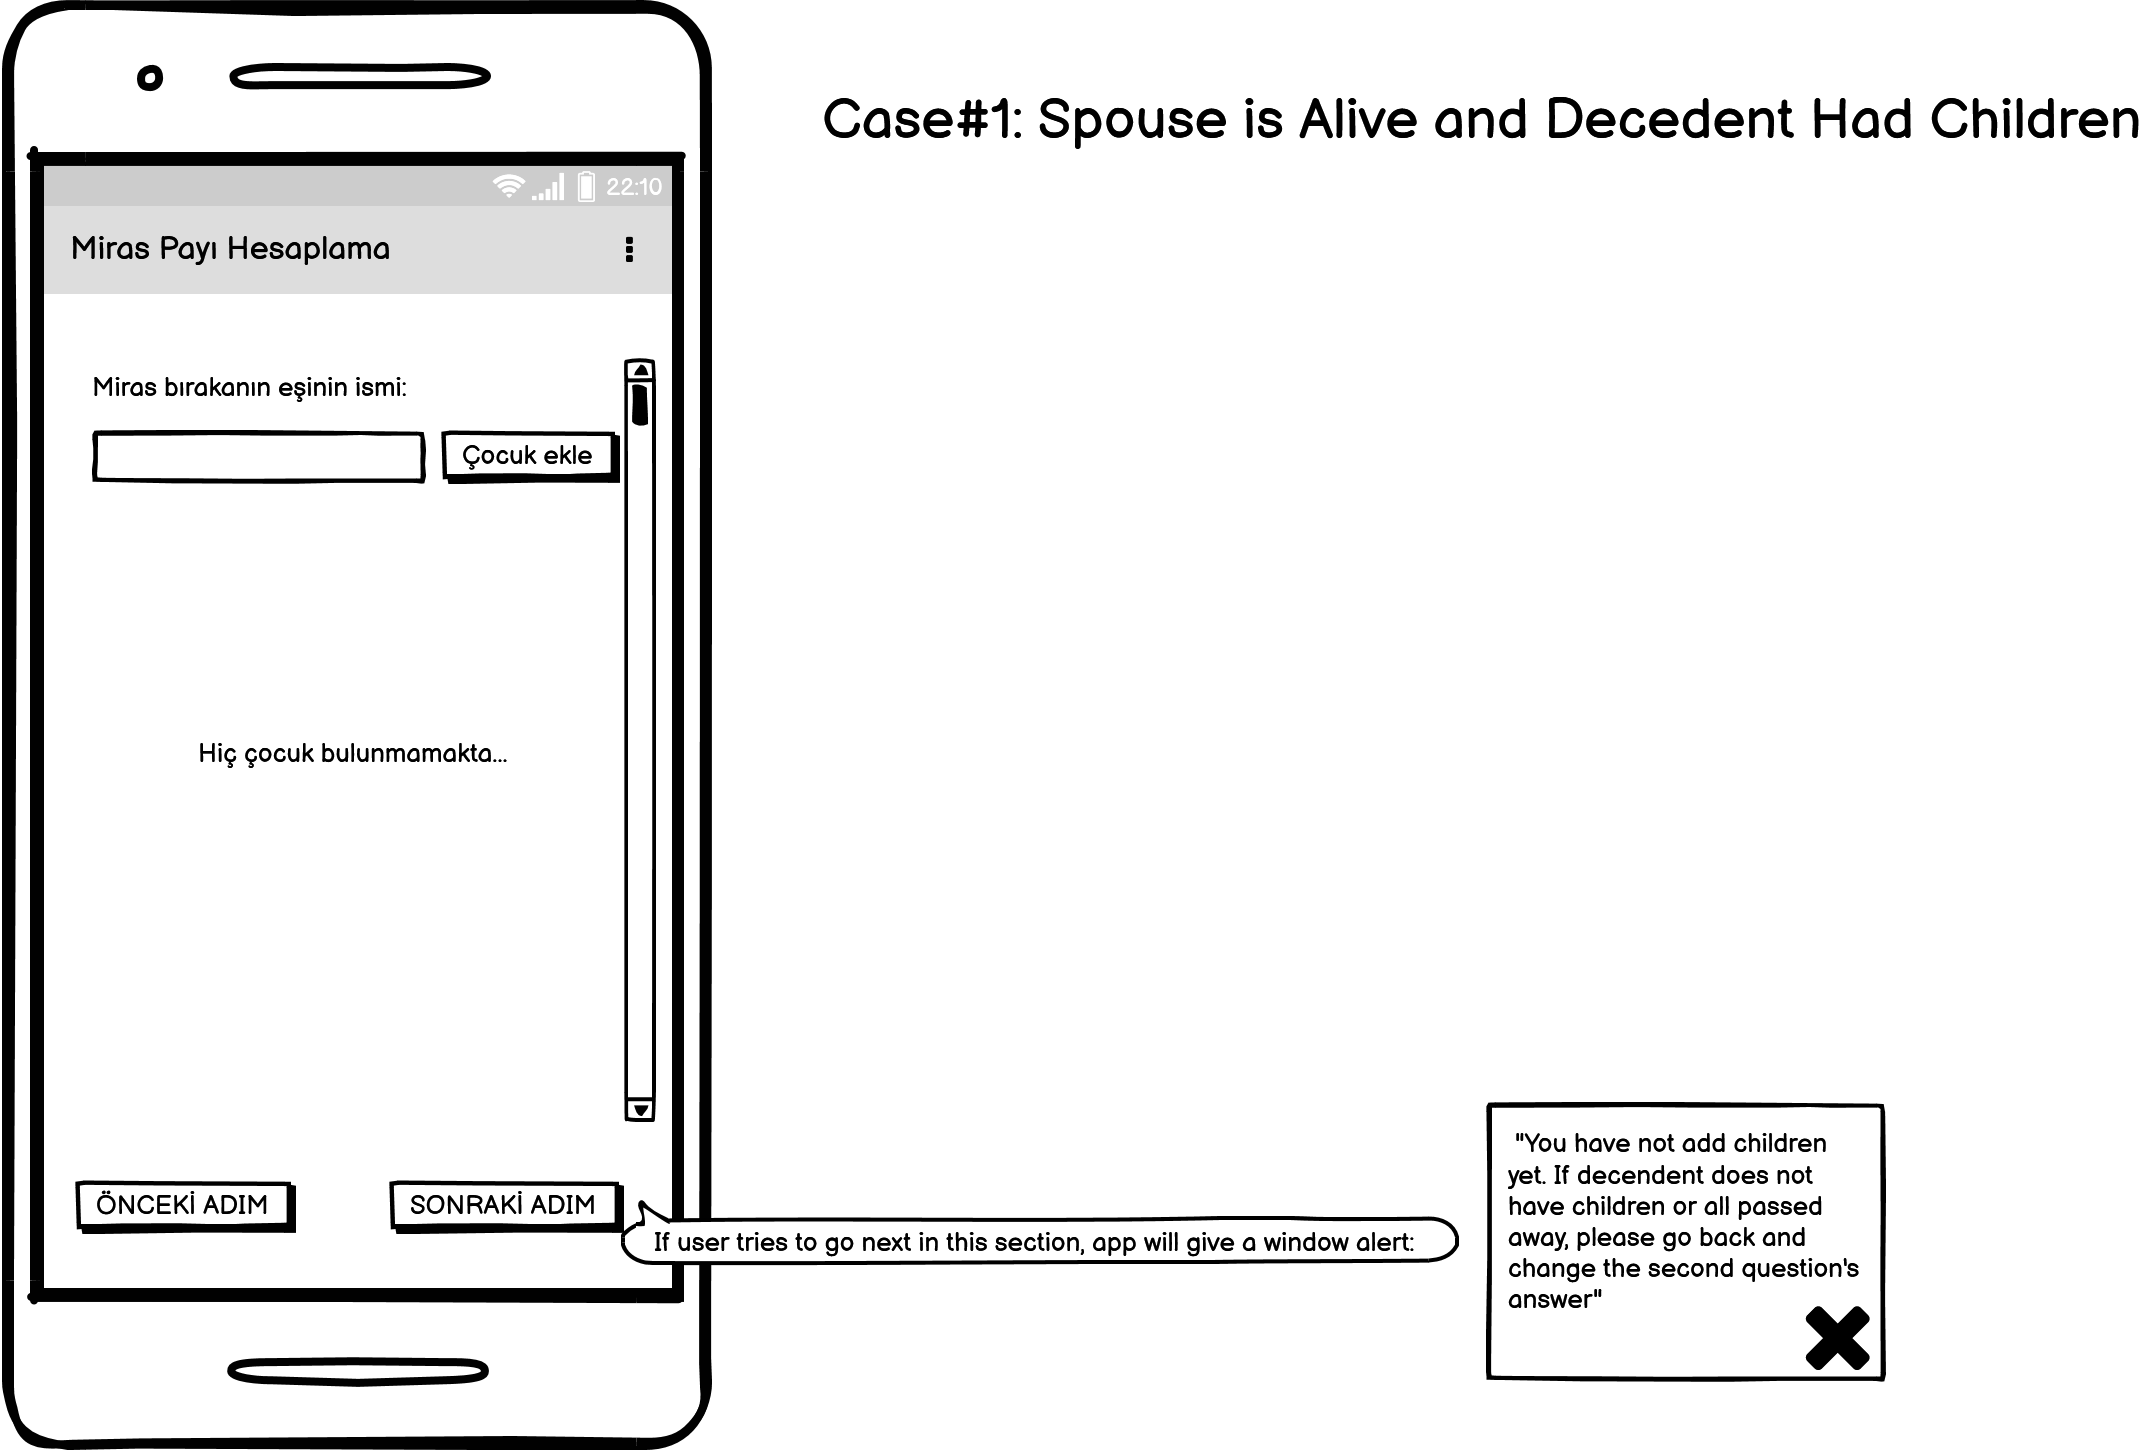 Case#1: Spouse is Alive and Decedent Had Children
22:10
Miras Payı Hesaplama
Miras bırakanın eşinin ismi:
Çocuk ekle
Hiç çocuk bulunmamakta...
ÖNCEKİ ADIM
SONRAKİ ADIM
If user tries to go next in this section, app will give a window alert:
"You have not add children
yet. If decendent does not
have children or all passed
away, please go back and
change the second question's
answer"